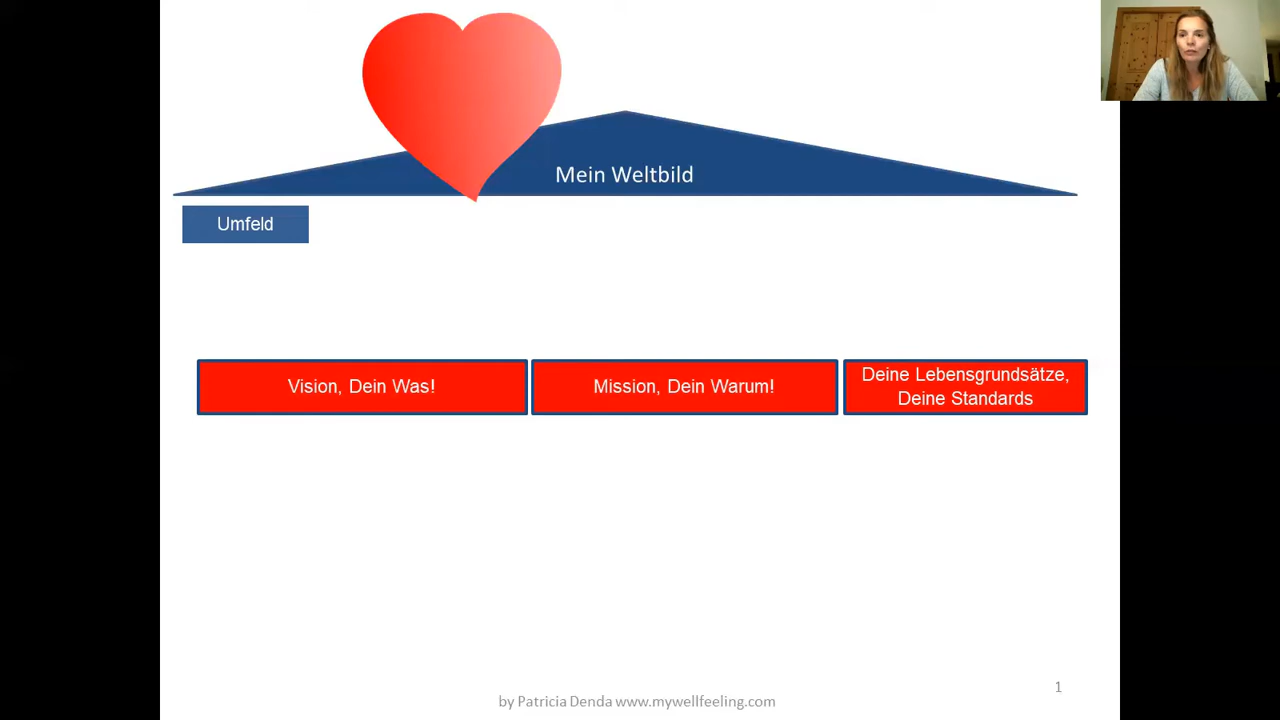 Mein Weltbild
Umfeld
Vision, Dein Was!
Mission, Dein Warum!
Deine Lebensgrundsätze,
Deine Standards
1
by Patricia Denda www.mywellfeeling.com